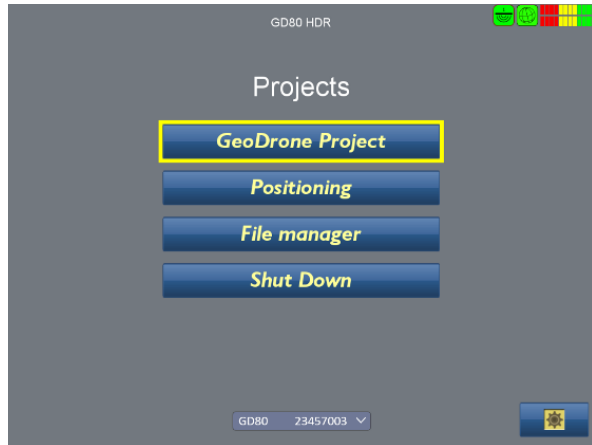 GD80 HDR
Projects
GeoDrone Project
Positioning
File manager
Shut Down
GD80 23457003